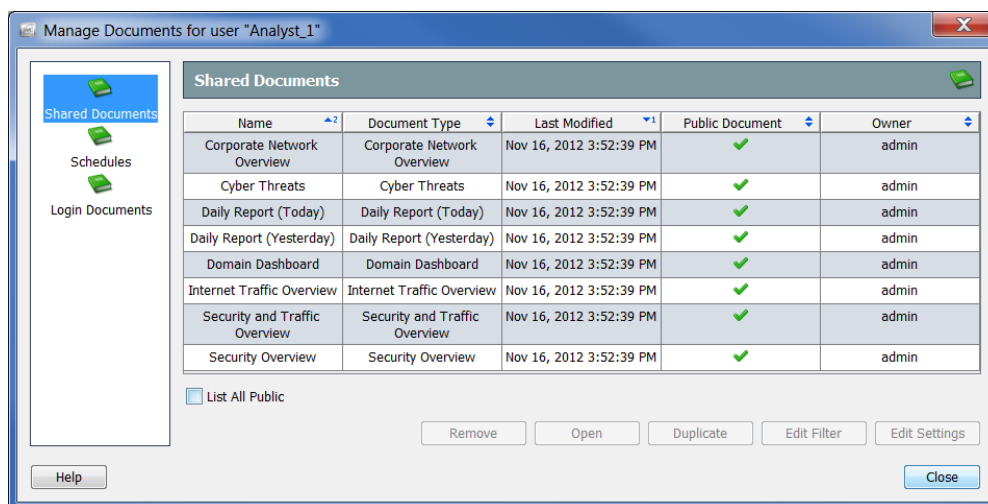 Manage Documents for user "Analyst_1"
Shared Documents
Schedules
Login Documents
Shared Documents
Name 2 Document Type Last Modified 1 Public Document Owner
Corporate Network
Overview Corporate Network
Overview Nov 16, 2012 3:52:39 PM admin
Cyber Threats Cyber Threats Nov 16, 2012 3:52:39 PM admin
Daily Report (Today) Daily Report (Today) Nov 16, 2012 3:52:39 PM admin
Daily Report (Yesterday) Daily Report (Yesterday) Nov 16, 2012 3:52:39 PM admin
Domain Dashboard Domain Dashboard Nov 16, 2012 3:52:39 PM admin
Internet Traffic Overview Internet Traffic Overview Nov 16, 2012 3:52:39 PM admin
Security and Traffic
Overview Security and Traffic
Overview Nov 16, 2012 3:52:39 PM admin
Security Overview Security Overview Nov 16, 2012 3:52:39 PM admin
List All Public
Remove Open Duplicate Edit Filter Edit Settings
Help Close